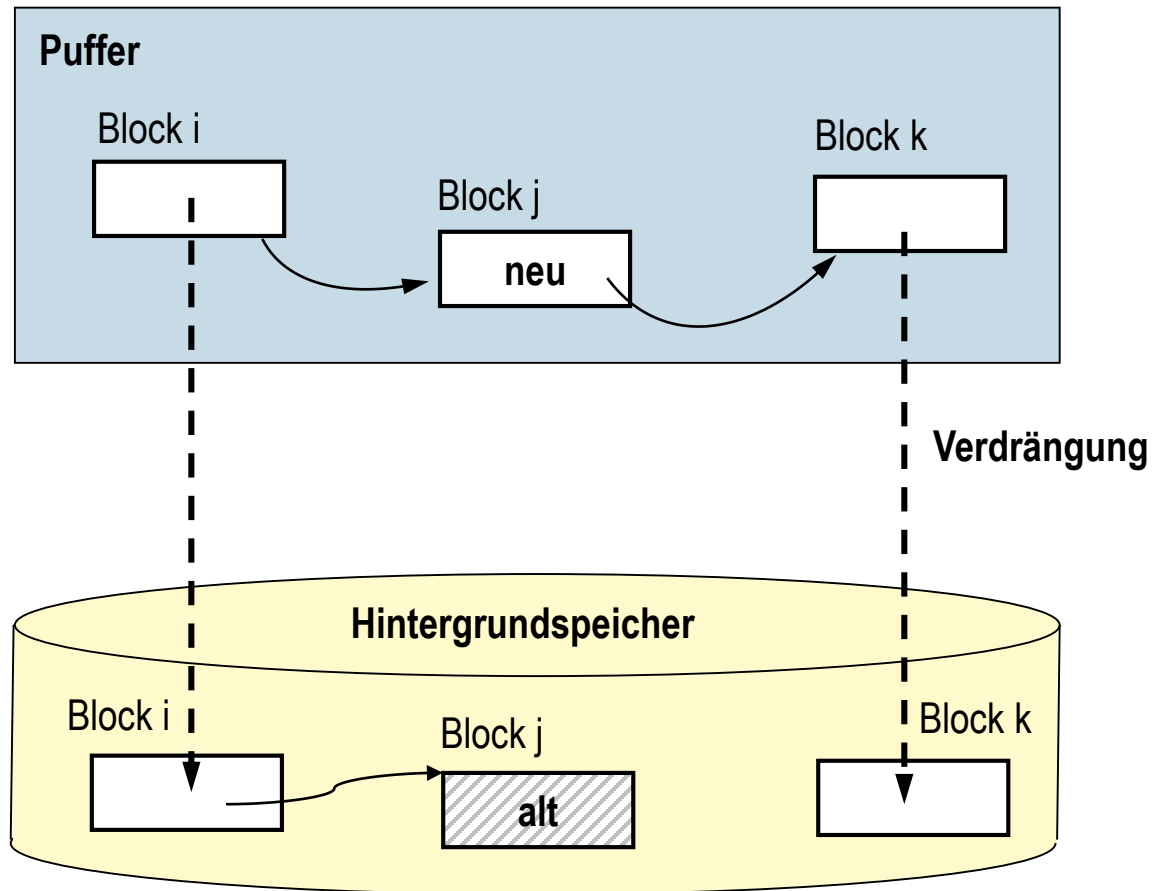 Puffer
Block i
Block k
Block j
neu
Verdrängung
Hintergrundspeicher
Block i
Block j
Block k
alt